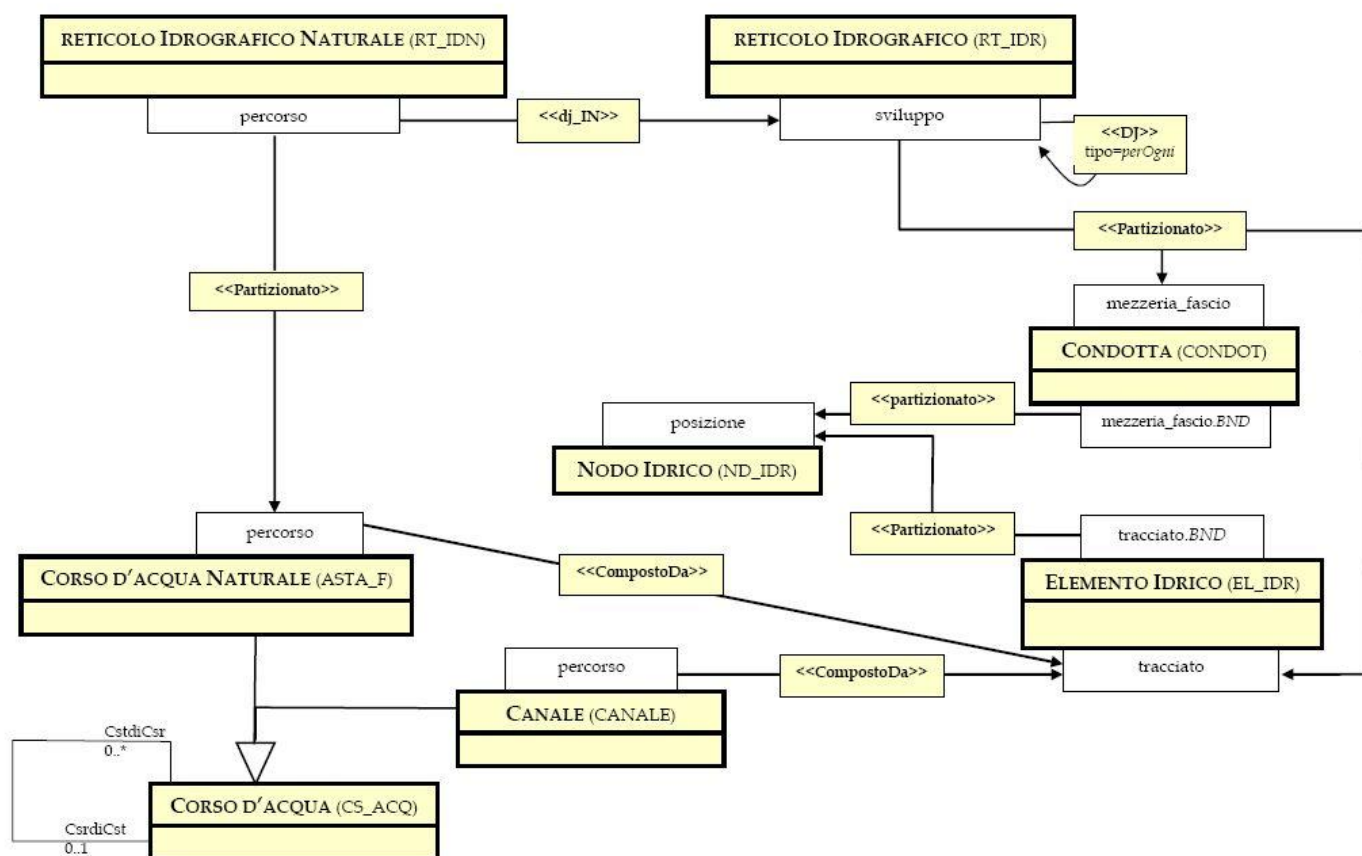 RETICOLO IDROGRAFICO NATURALE (RT_IDN)
RETICOLO IDROGRAFICO (RT_IDR)
percorso
<<dj_IN>>
sviluppo
<<DJ>>
tipo=perOgni
<<Partizionato>>
<<Partizionato>>
mezzeria_fascio
CONDOTTA (CONDOT)
<<partizionato>>
posizione
mezzeria_fascio.BND
NODO IDRICO (ND_IDR)
percorso
<<Partizionato>>
tracciato.BND
CORSO D'ACQUA NATURALE (ASTA_F)
<<CompostoDa>>
ELEMENTO IDRICO (EL_IDR)
percorso
<<CompostoDa>>
tracciato
CANALE (CANALE)
CstdiCsr
0..*
CORSO D'ACQUA (CS_ACQ)
CsrdiCst
0..1